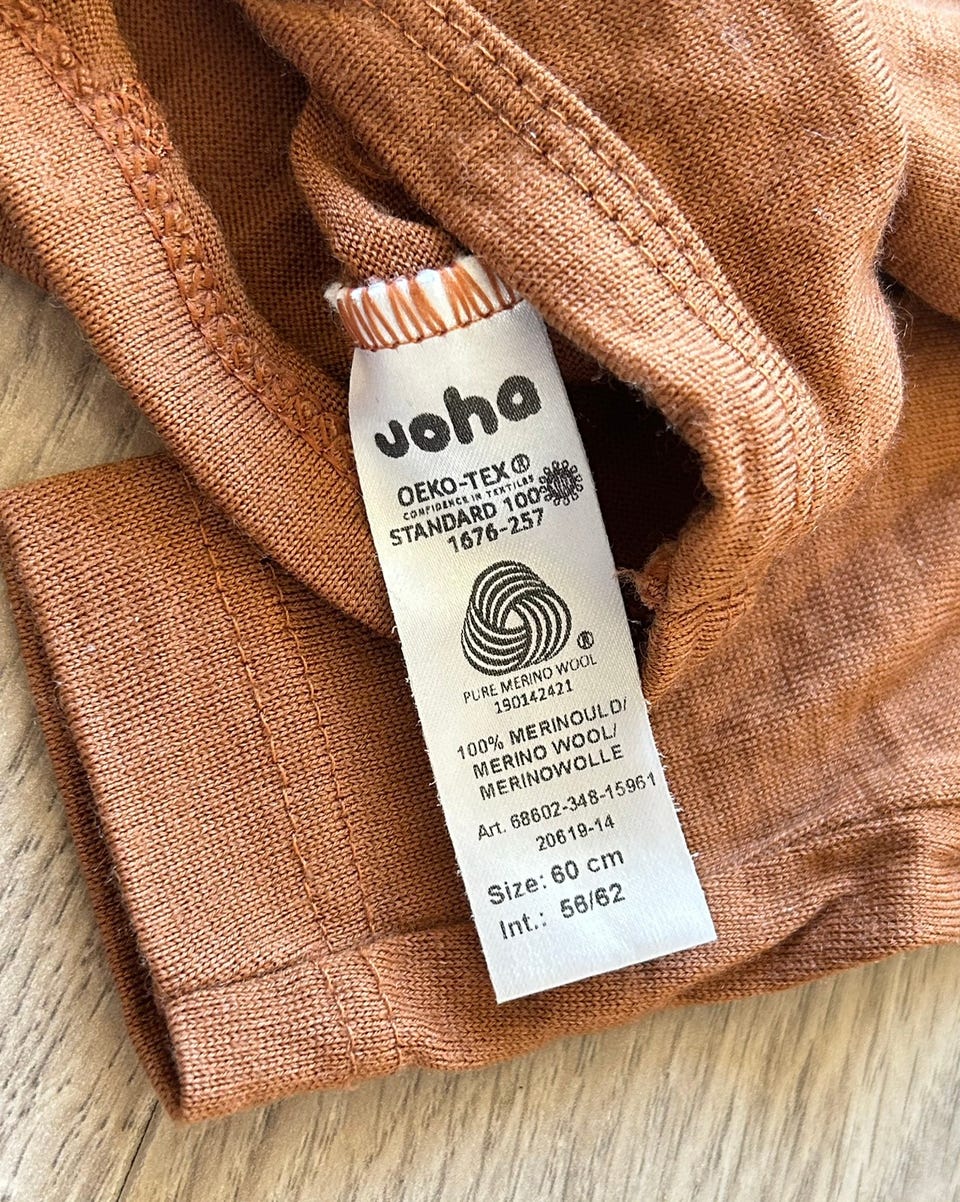 Joha
OEKO-TEX®
CONFIDENCE IN TEXTILES
STANDARD 100
1676-257
®
PURE MERINO WOOL
190142421
100% MERINOULD/
MERINO WOOL/
MERINOWOLLE
Art. 68602-348-15961
20619-14
Size: 60 cm
Int.: 56/62